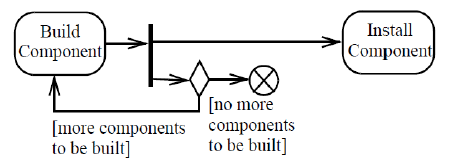 Build
Component
Install
Component
[more components
to be built]
[no more
components
to be built]